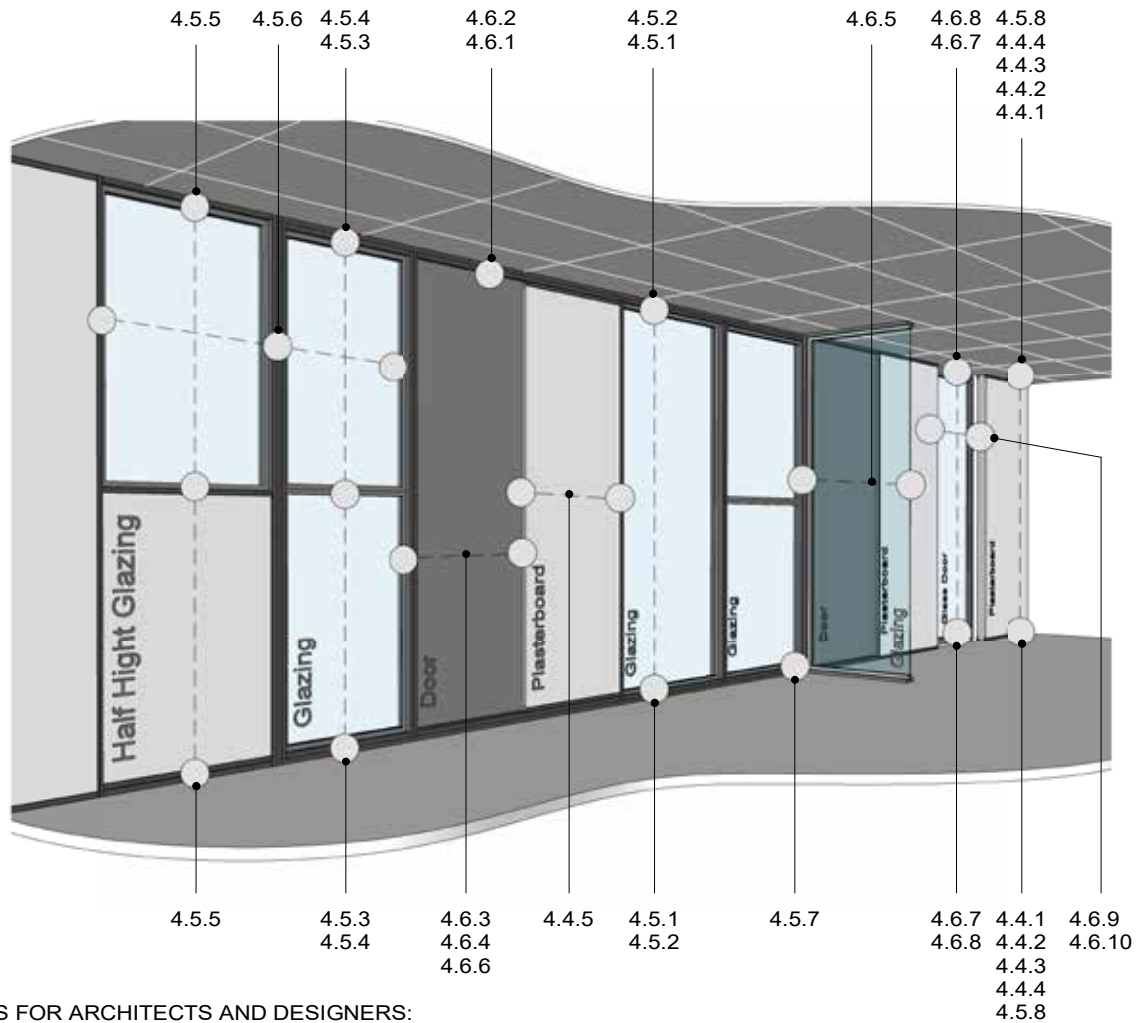 4.5.5
4.5.6
4.5.4
4.5.3
4.6.2
4.6.1
4.5.2
4.5.1
4.6.5
4.6.8
4.6.7
4.5.8
4.4.4
4.4.3
4.4.2
4.4.1
Half Hight Glazing
Glazing
Door
Plasterboard
Glazing
Glazing
Door
Plasterboard
Glazing
Glass Door
Plasterboard
4.5.5
4.5.3
4.5.4
4.6.3
4.6.4
4.6.6
4.4.5
4.5.1
4.5.2
4.5.7
4.6.7
4.6.8
4.4.1
4.4.2
4.4.3
4.4.4
4.5.8
4.6.9
4.6.10
S FOR ARCHITECTS AND DESIGNERS: